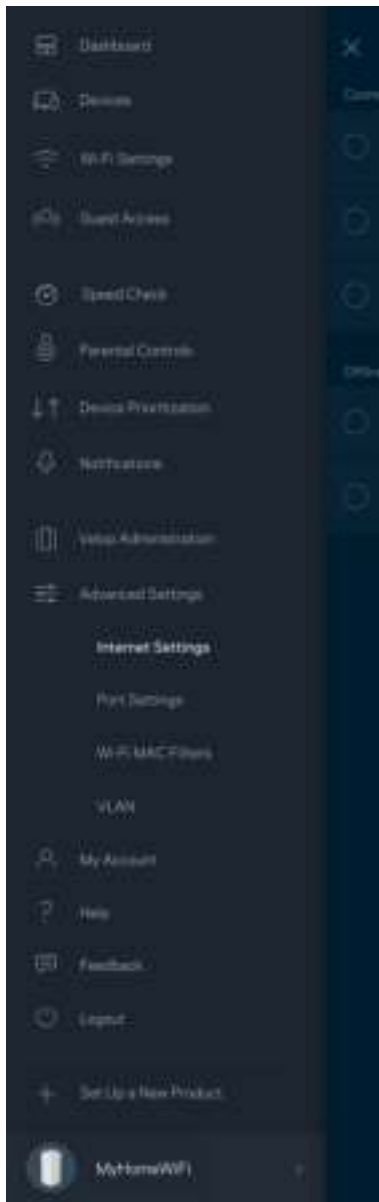 Dashboard
Devices
Wi-Fi Settings
Guest Access
Speed Check
Parental Controls
Device Prioritization
Notifications
Velop Administration
Advanced Settings
Internet Settings
Port Settings
Wi-Fi MAC Filters
VLAN
My Account
Help
Feedback
Logout
Set Up a New Product
MyHomeWiFi